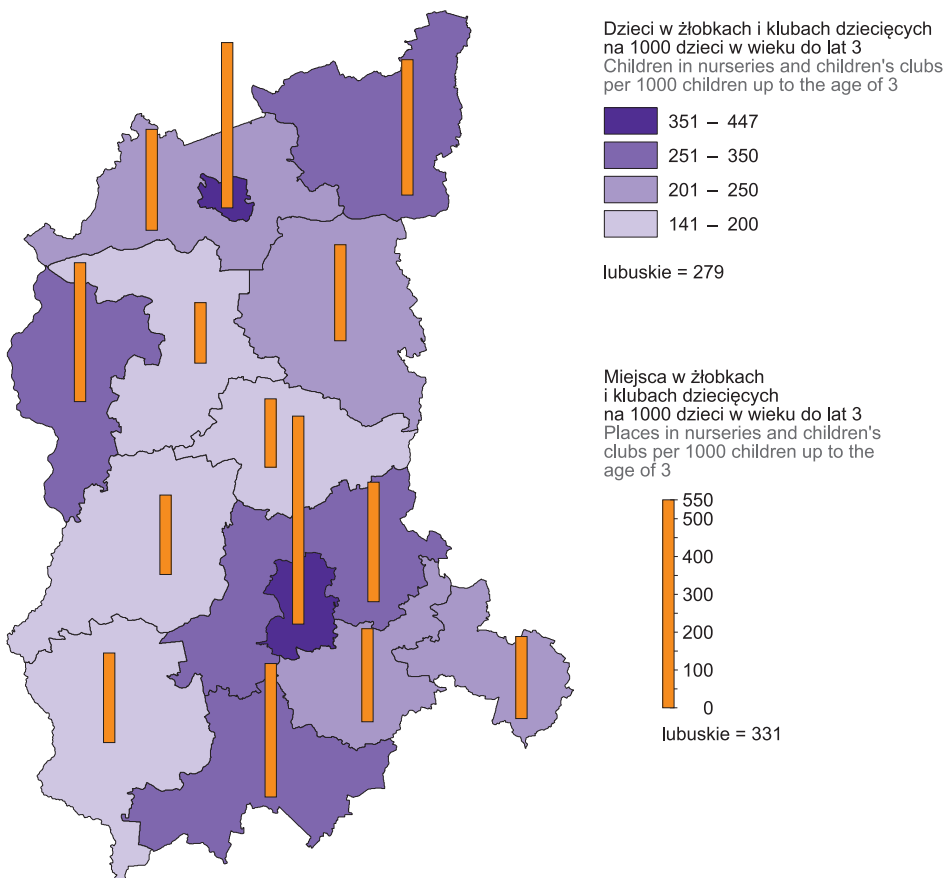 Dzieci w żłobkach i klubach dziecięcych
na 1000 dzieci w wieku do lat 3
Children in nurseries and children's clubs
per 1000 children up to the age of 3
351 – 447
251 – 350
201 – 250
141 – 200
lubuskie = 279
Miejsca w żłobkach
i klubach dziecięcych
na 1000 dzieci w wieku do lat 3
Places in nurseries and children's
clubs per 1000 children up to the
age of 3
550
500
400
300
200
100
0
lubuskie = 331